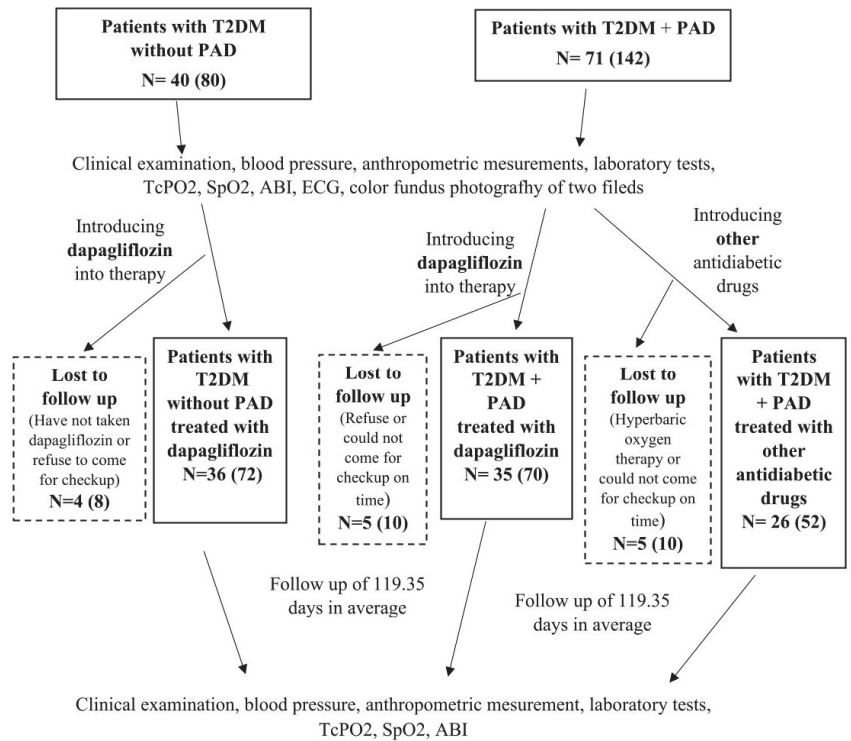 Patients with T2DM
without PAD
N= 40 (80)
Patients with T2DM + PAD
N= 71 (142)
Clinical examination, blood pressure, anthropometric mesurements, laboratory tests,
TcPO2, SpO2, ABI, ECG, color fundus photografhy of two fileds
Introducing
dapagliflozin
into therapy
Introducing
dapagliflozin
into therapy
Introducing
other
antidiabetic
drugs
Lost to
follow up
(Have not taken
dapagliflozin or
refuse to come
for checkup)
N=4 (8)
Patients with
T2DM
without PAD
treated with
dapagliflozin
N=36 (72)
Lost to
follow up
(Refuse or
could not
come for
checkup
on time)
N=5 (10)
Patients with
T2DM +
PAD
treated with
dapagliflozin
N= 35 (70)
Lost to
follow up
(Hyperbaric
oxygen
therapy or
could not come
for checkup on
time)
N=5 (10)
Patients
with T2DM
+ PAD
treated with
other
antidiabetic
drugs
N= 26 (52)
Follow up of 119.35
days in average
Follow up of 119.35
days in average
Clinical examination, blood pressure, anthropometric mesurement, laboratory tests,
TcPO2, SpO2, ABI